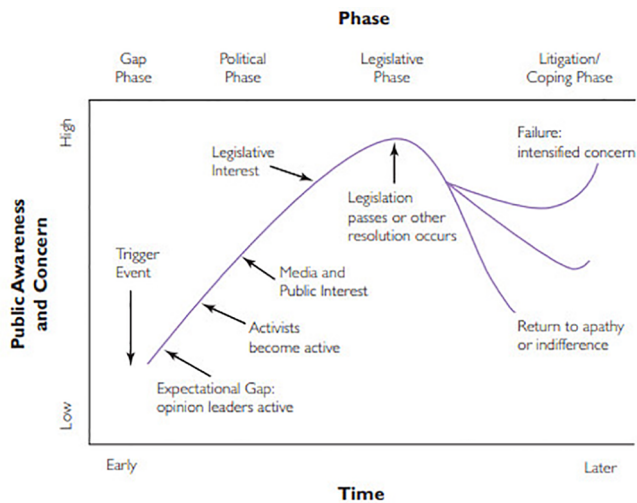 Phase
Gap
Phase
Political
Phase
Legislative
Phase
Litigation/
Coping Phase
Public Awareness
and Concern
High
Low
Failure:
intensified concern
Legislative
Interest
Legislation
passes or other
resolution occurs
Trigger
Event
Media and
Public Interest
Activists
become active
Return to apathy
or indifference
Expectational Gap:
opinion leaders active
Early
Later
Time